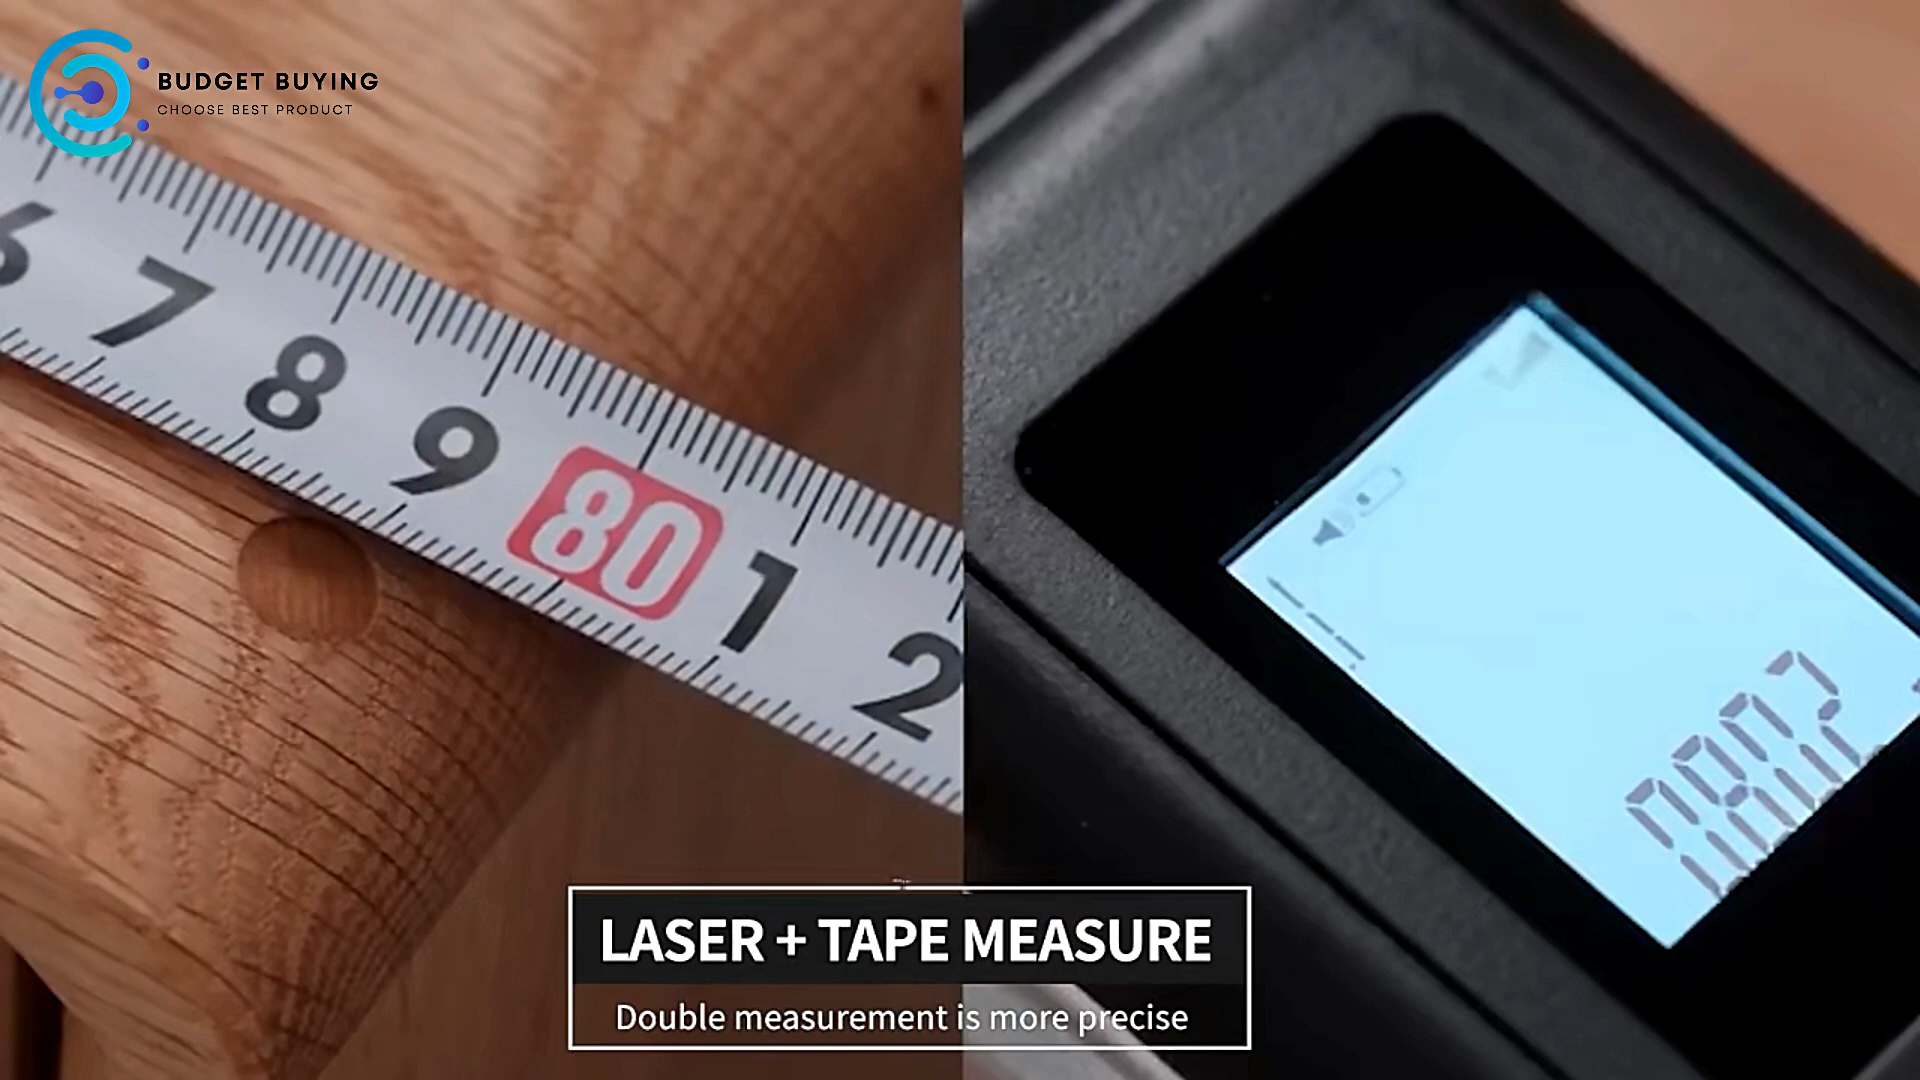 BUDGET BUYING
CHOOSE BEST PRODUCT
6 7 8 9 80 1 2
LASER + TAPE MEASURE
Double measurement is more precise